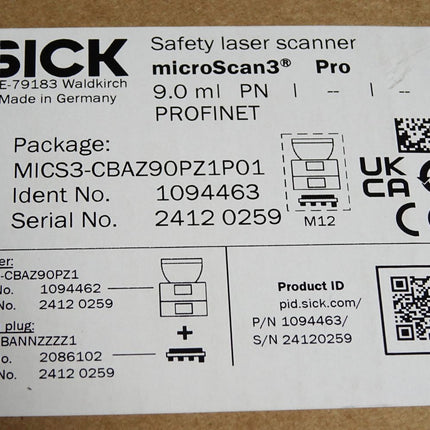 SICK
E-79183 Waldkirch
Made in Germany
Safety laser scanner
microScan3® Pro
9.0 ml PN | -- | --
PROFINET
Package:
MICS3-CBAZ90PZ1P01
Ident No. 1094463
Serial No. 2412 0259
M12
UK
CA
CE
er:
-CBAZ90PZ1
No. 1094462
No. 2412 0259
plug:
BANNZZZZ1
No. 2086102
No. 2412 0259
+
Product ID
pid.sick.com/
P/N 1094463/
S/N 24120259